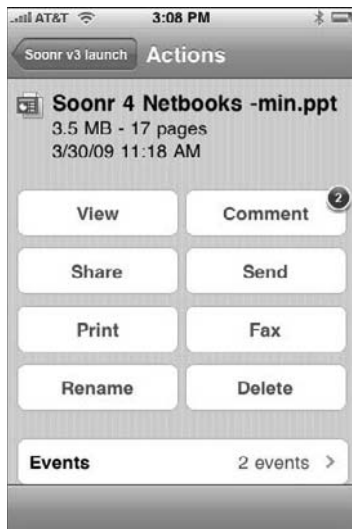 AT&T 3:08 PM
Soonr v3 launch Actions
Soonr 4 Netbooks -min.ppt
3.5 MB - 17 pages
3/30/09 11:18 AM
View Comment 2
Share Send
Print Fax
Rename Delete
Events 2 events >